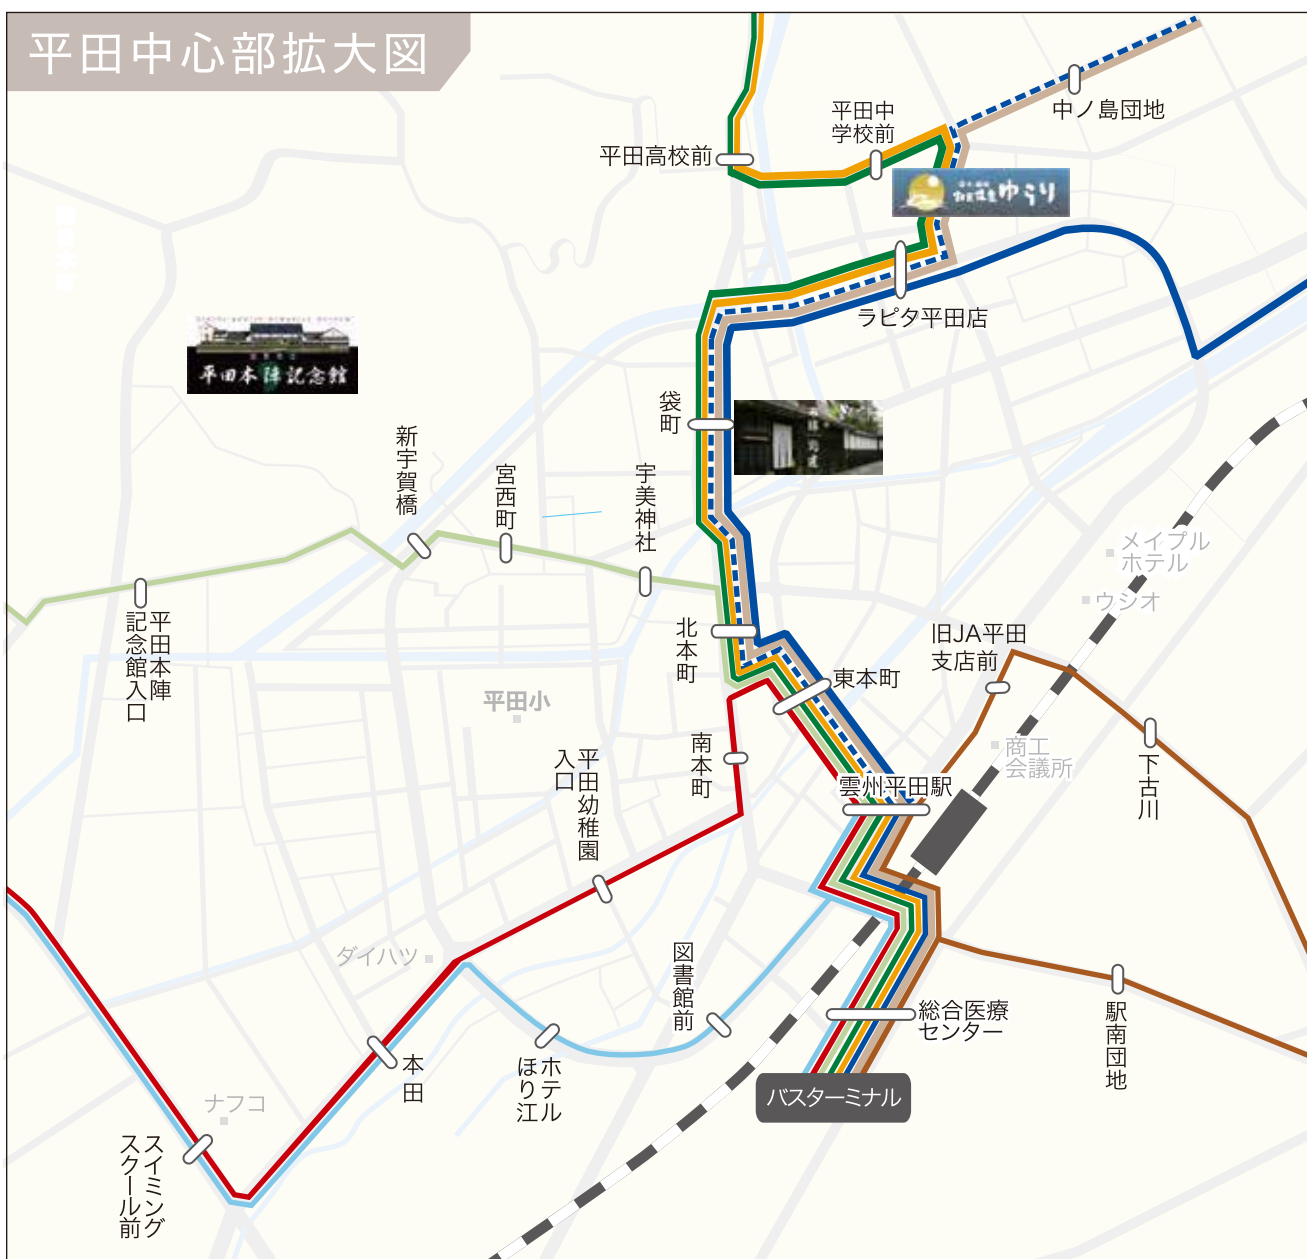 平田中心部拡大図
中ノ島団地
平田中
学校前
平田高校前
ゆらり
ラピタ平田店
平田本陣記念館
袋町
新宇賀橋
宮西町
宇美神社
メイプル
ホテル
ウシオ
平田本陣
記念館入口
北本町
旧JA平田
支店前
東本町
平田小
南本町
商工
会議所
下古川
平田幼稚園
入口
雲州平田駅
ダイハツ
図書館前
総合医療
センター
駅南団地
本田
ホテル
ほり江
バスターミナル
ナフコ
スイミング
スクール前